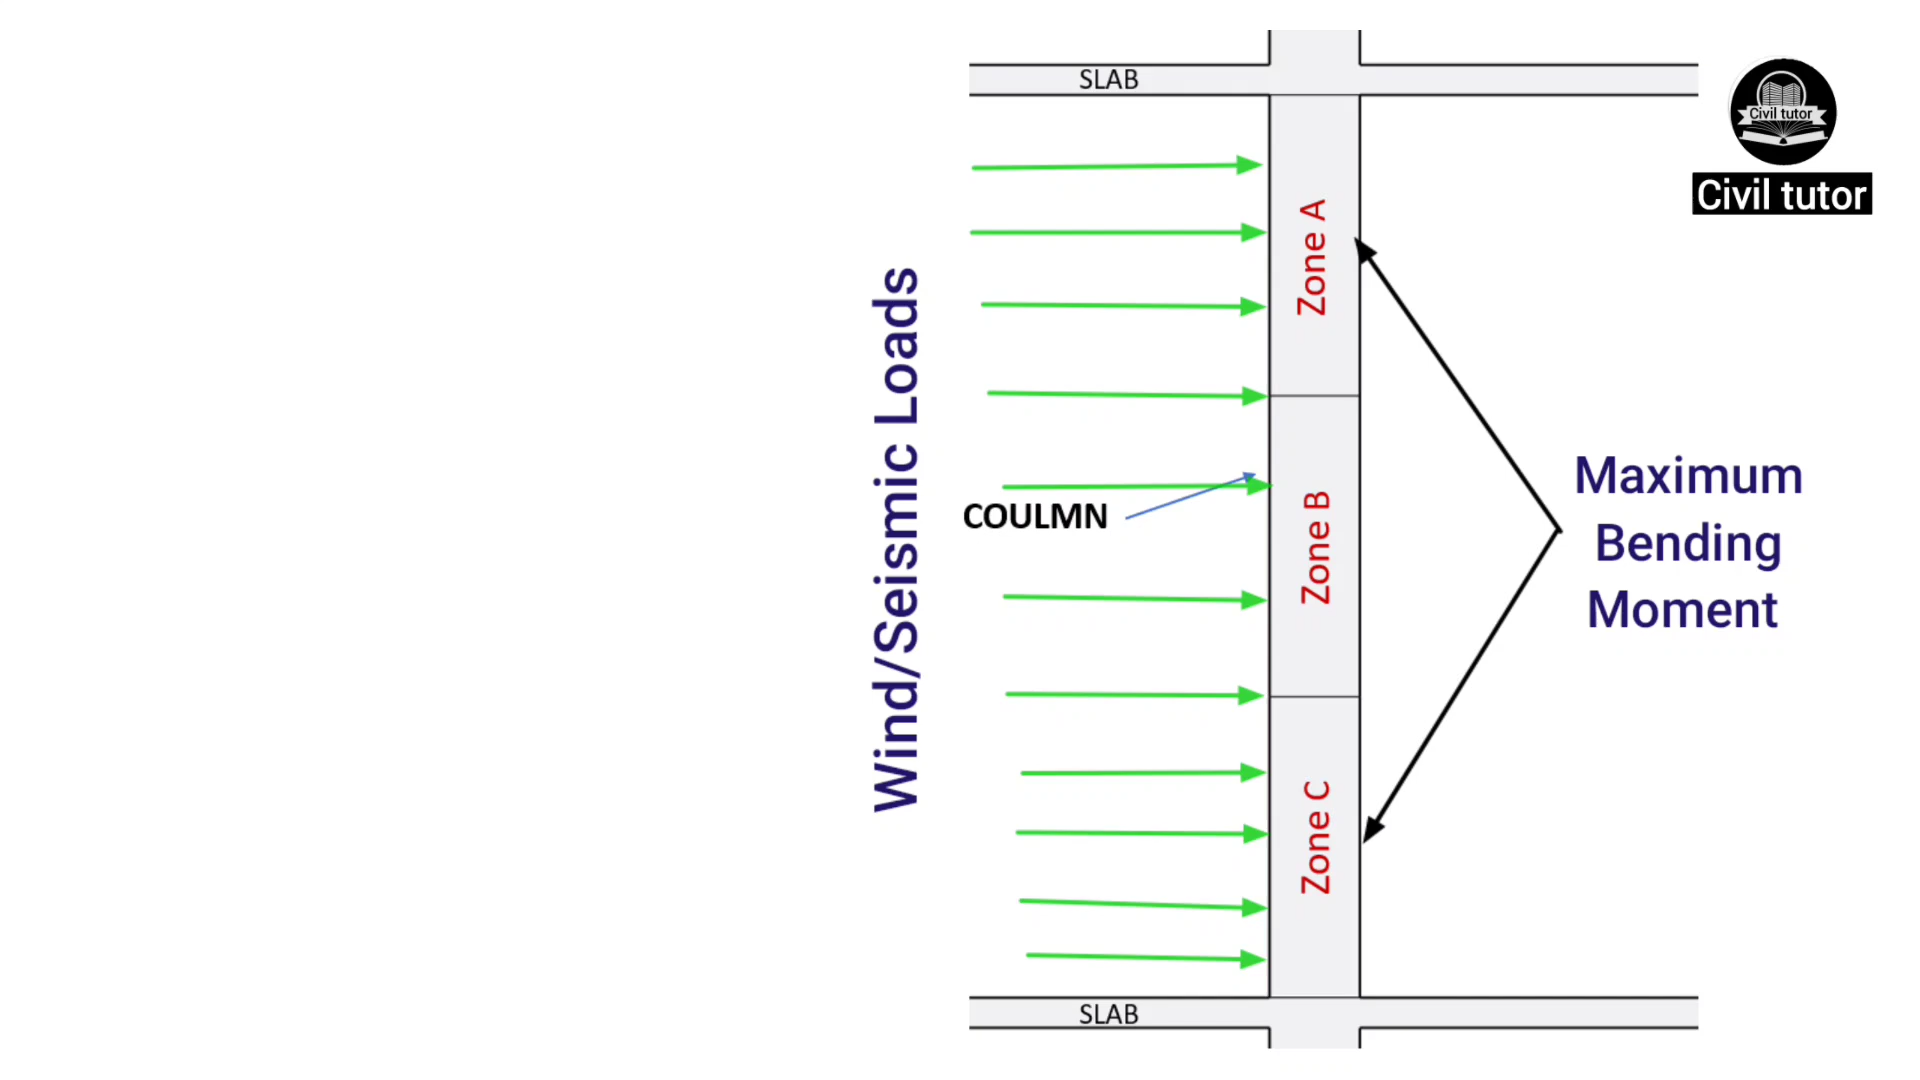 SLAB
Civil tutor
Civil tutor
Zone A
Wind/Seismic Loads
Maximum
Bending
Moment
COULMN
Zone B
Zone C
SLAB